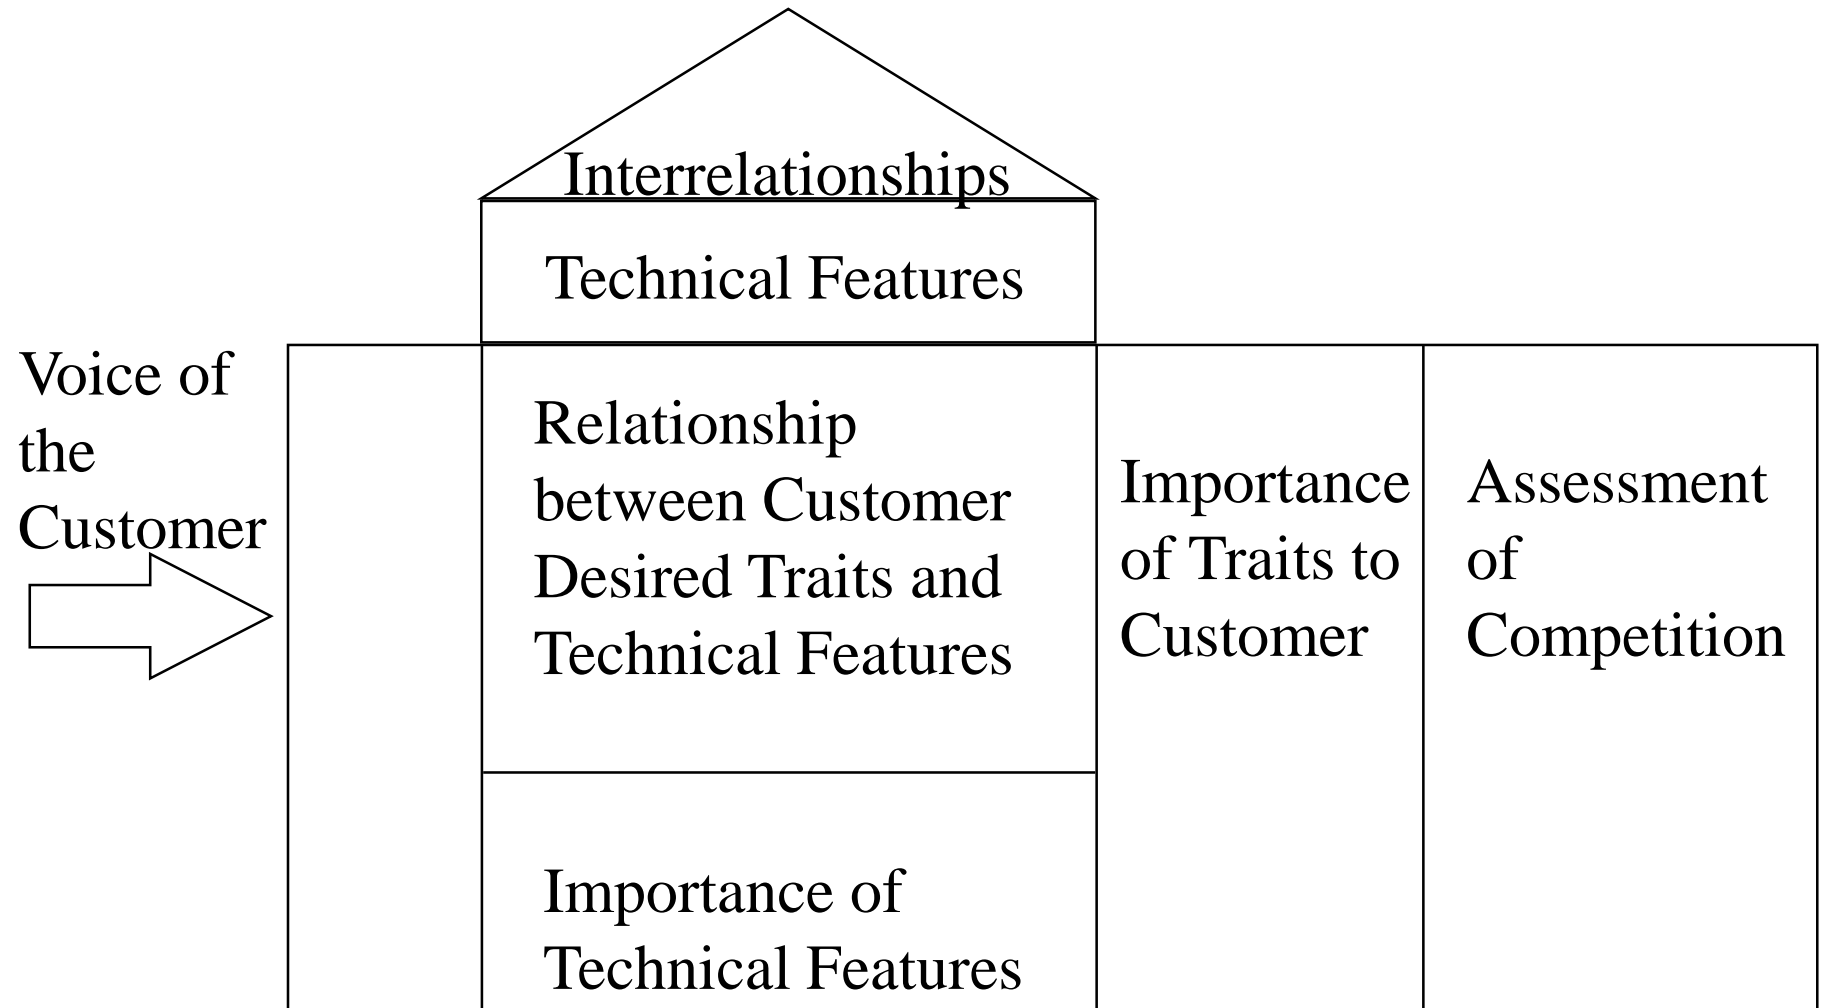 Interrelationships
Technical Features
Voice of
the
Customer
Relationship
between Customer
Desired Traits and
Technical Features
Importance
of Traits to
Customer
Assessment
of
Competition
Importance of
Technical Features